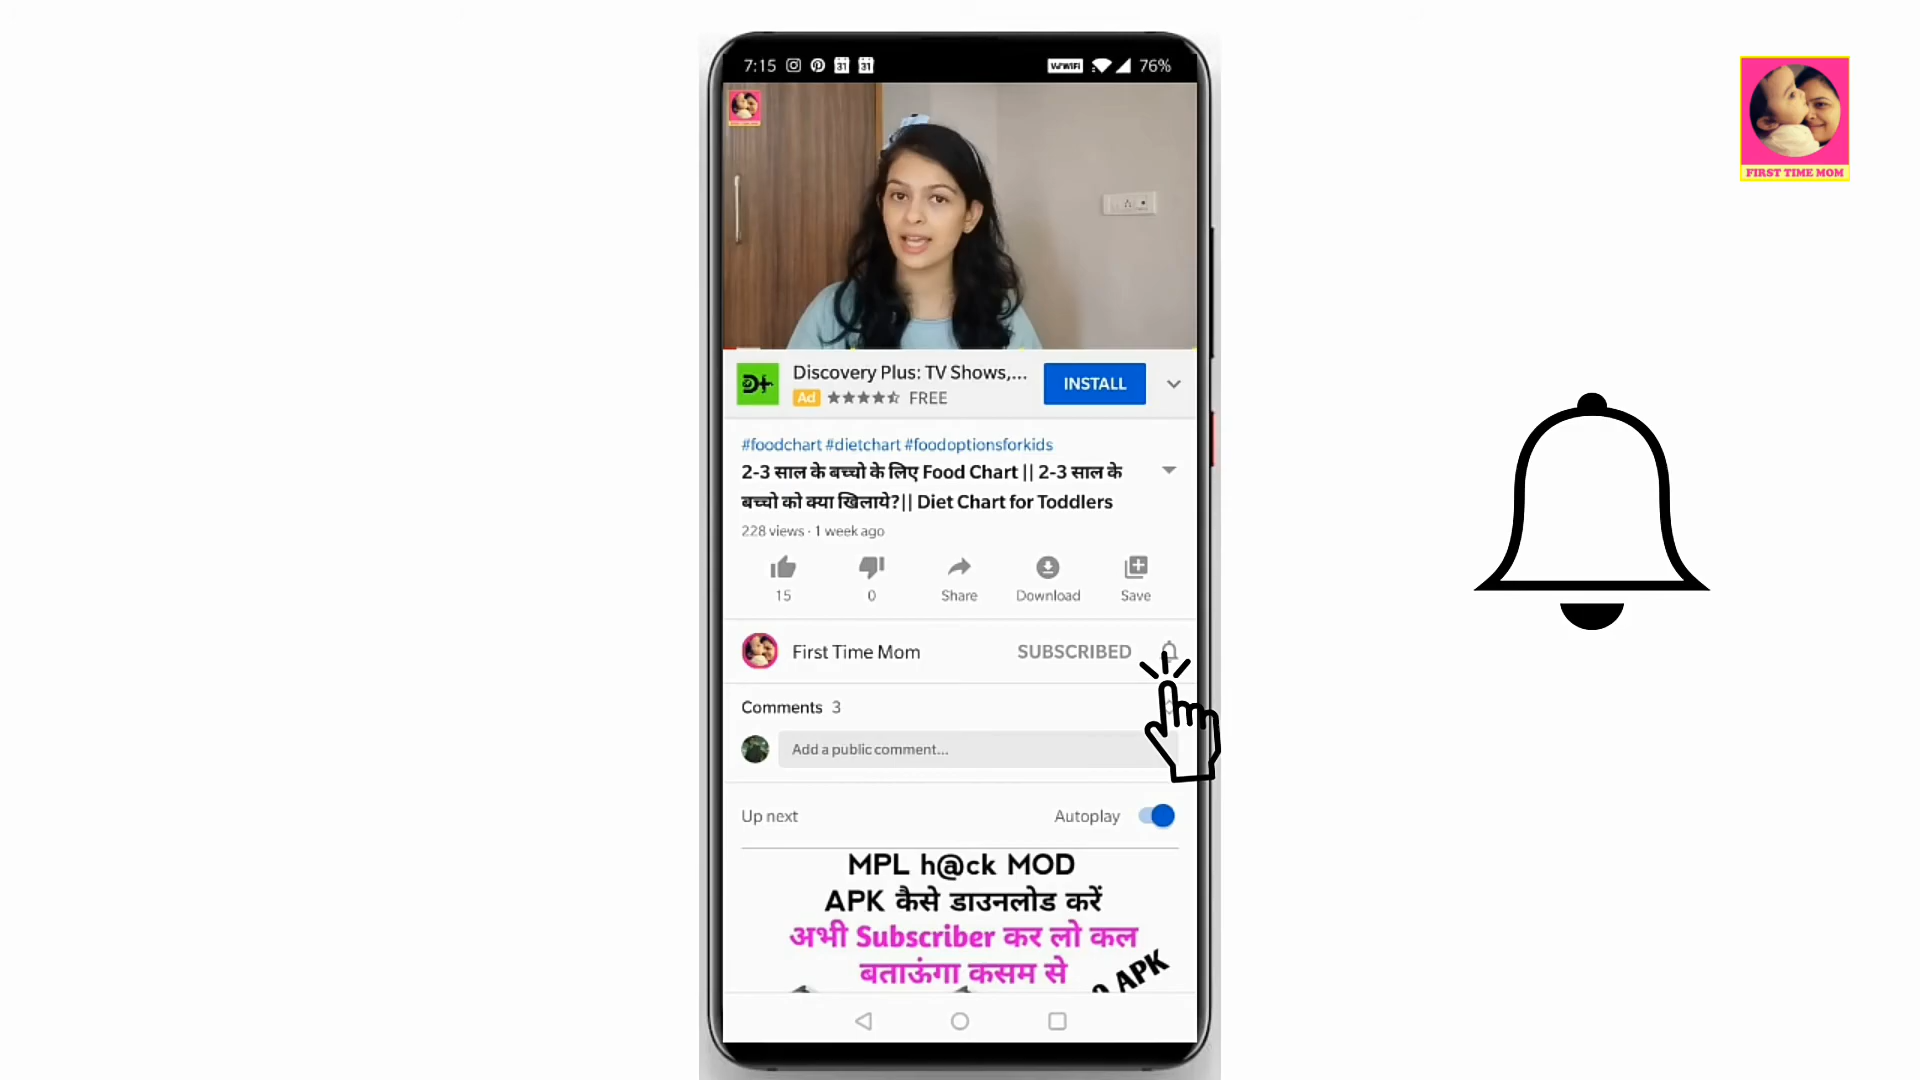 7:15
31
31
VoWiFi
76%
FIRST TIME MOM
Discovery Plus: TV Shows,...
Ad
FREE
INSTALL
#foodchart #dietchart #foodoptionsforkids
2-3 साल के बच्चो के लिए Food Chart || 2-3 साल के
बच्चो को क्या खिलाये?|| Diet Chart for Toddlers
228 views · 1 week ago
15
0
Share
Download
Save
First Time Mom
SUBSCRIBED
Comments 3
Add a public comment...
Up next
Autoplay
MPL h@ck MOD
APK कैसे डाउनलोड करें
अभी Subscriber कर लो कल
बताऊंगा कसम से
APK